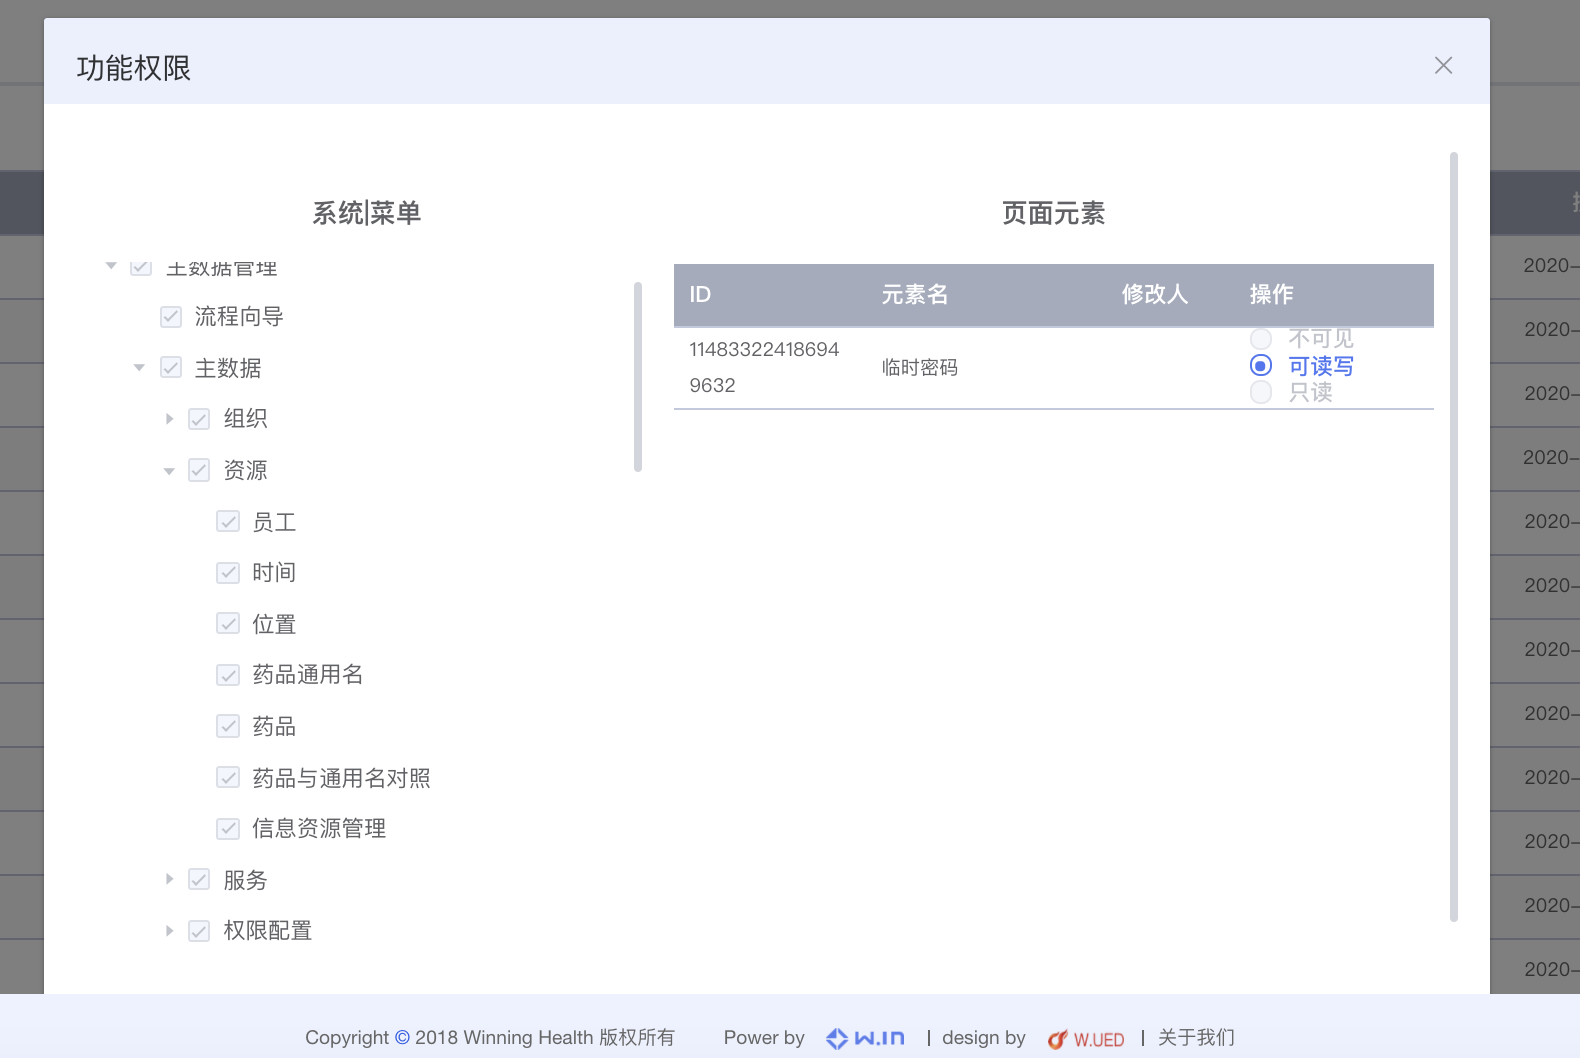 功能权限
系统|菜单
主数据管理
流程向导
主数据
组织
资源
员工
时间
位置
药品通用名
药品
药品与通用名对照
信息资源管理
服务
权限配置
页面元素
ID 元素名 修改人 操作
11483322418694
9632
临时密码
不可见
可读写
只读
2020-
2020-
2020-
2020-
2020-
2020-
2020-
2020-
2020-
2020-
2020-
2020-
Copyright © 2018 Winning Health 版权所有 Power by W.in | design by W.UED | 关于我们